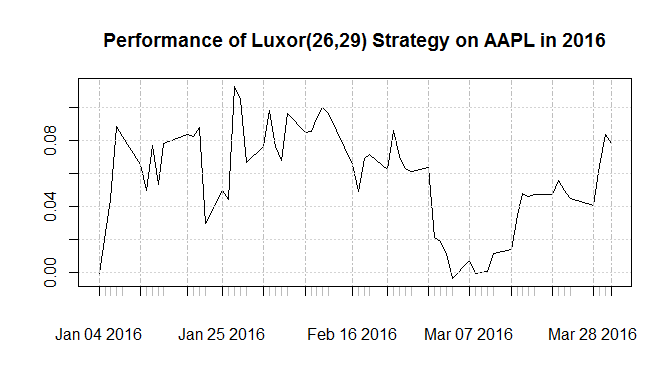 Performance of Luxor(26,29) Strategy on AAPL in 2016
0.08
0.04
0.00
Jan 04 2016 Jan 25 2016 Feb 16 2016 Mar 07 2016 Mar 28 2016